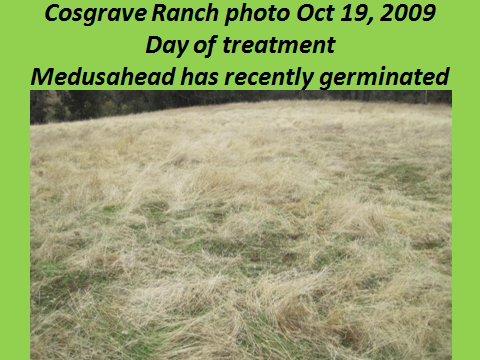 Cosgrave Ranch photo Oct 19, 2009
Day of treatment
Medusahead has recently germinated